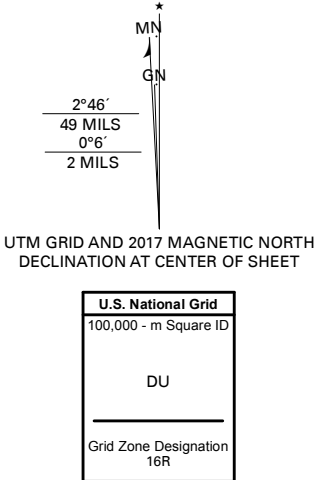 ★
MN
GN
2°46´
49 MILS
0°6´
2 MILS
UTM GRID AND 2017 MAGNETIC NORTH
DECLINATION AT CENTER OF SHEET
U.S. National Grid
100,000 - m Square ID
DU
Grid Zone Designation
16R